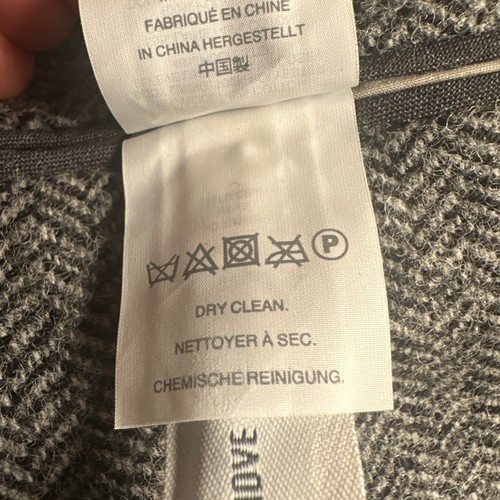 FABRIQUÉ EN CHINE
IN CHINA HERGESTELLT
中国製
P
DRY CLEAN.
NETTOYER À SEC.
CHEMISCHE REINIGUNG.